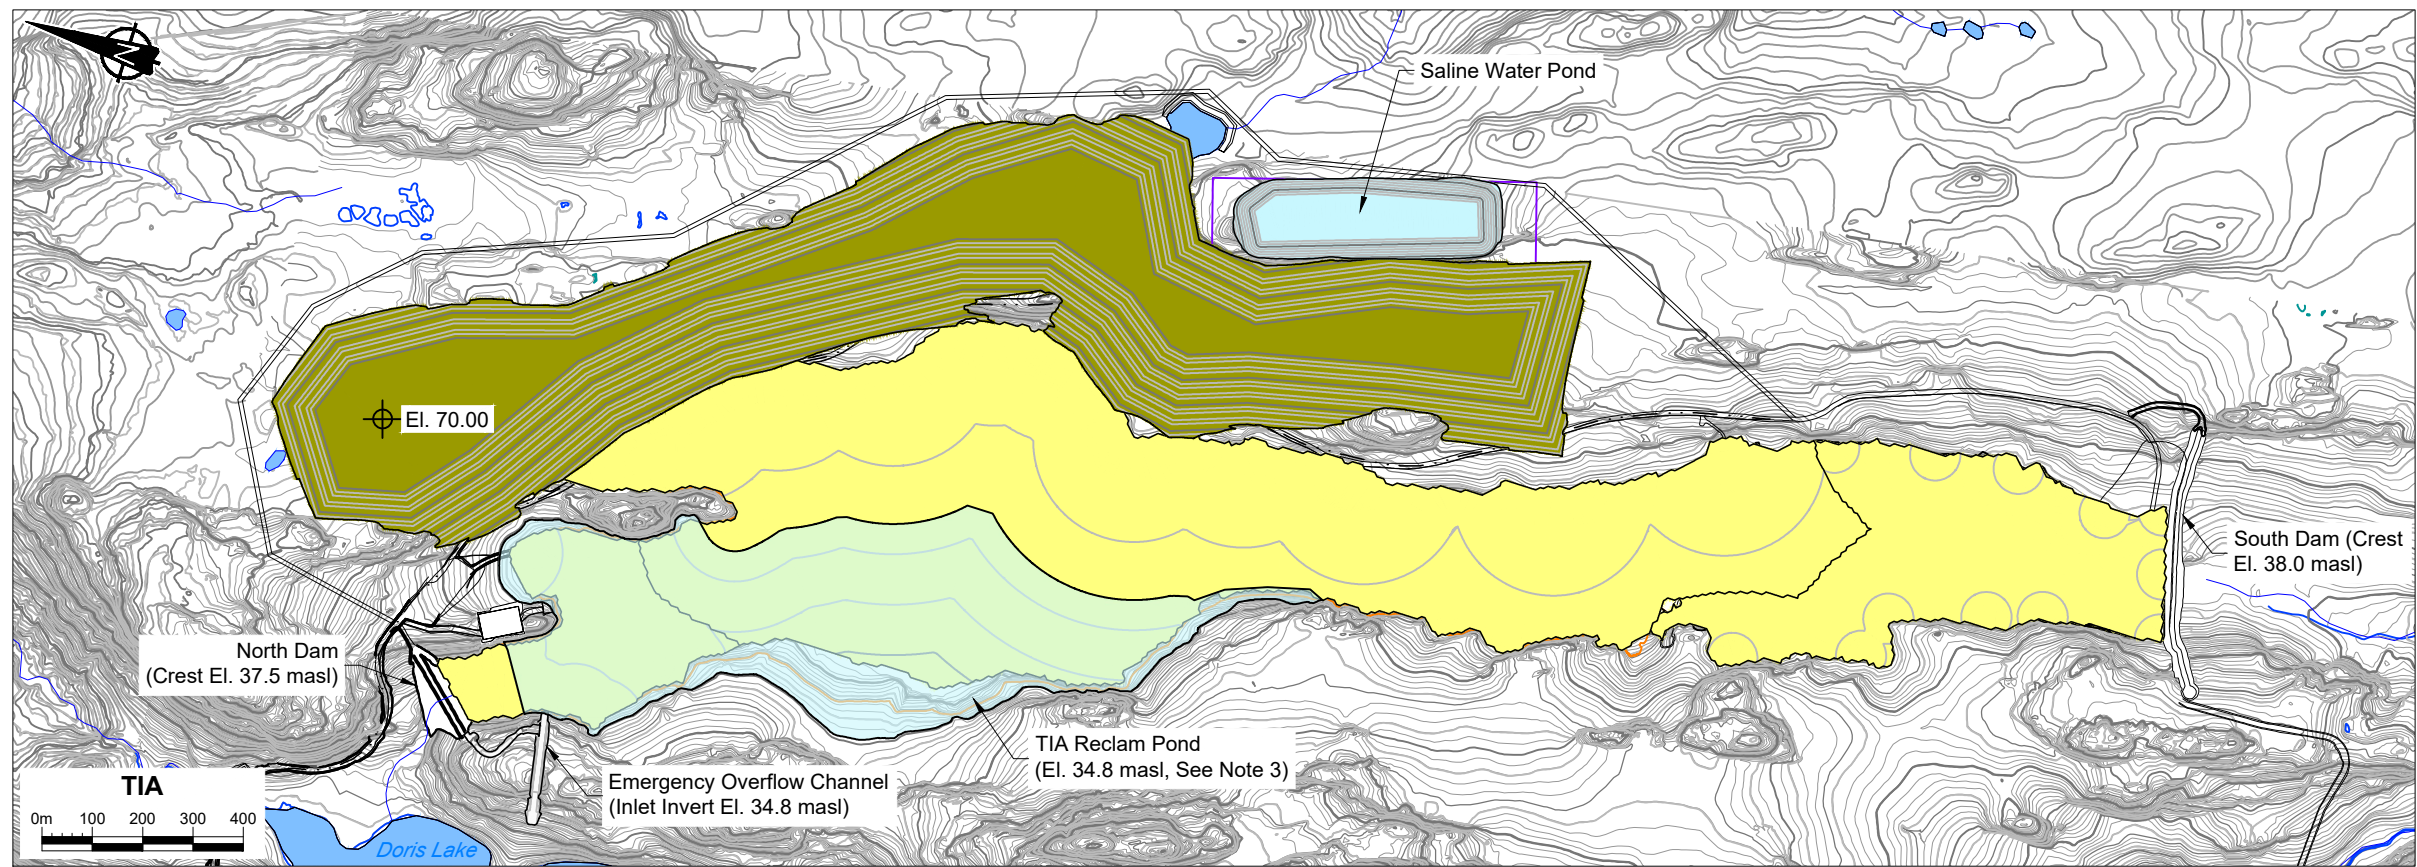 N
Saline Water Pond
El. 70.00
South Dam (Crest
El. 38.0 masl)
North Dam
(Crest El. 37.5 masl)
TIA Reclam Pond
(El. 34.8 masl, See Note 3)
Emergency Overflow Channel
(Inlet Invert El. 34.8 masl)
TIA
0m 100 200 300 400
Doris Lake